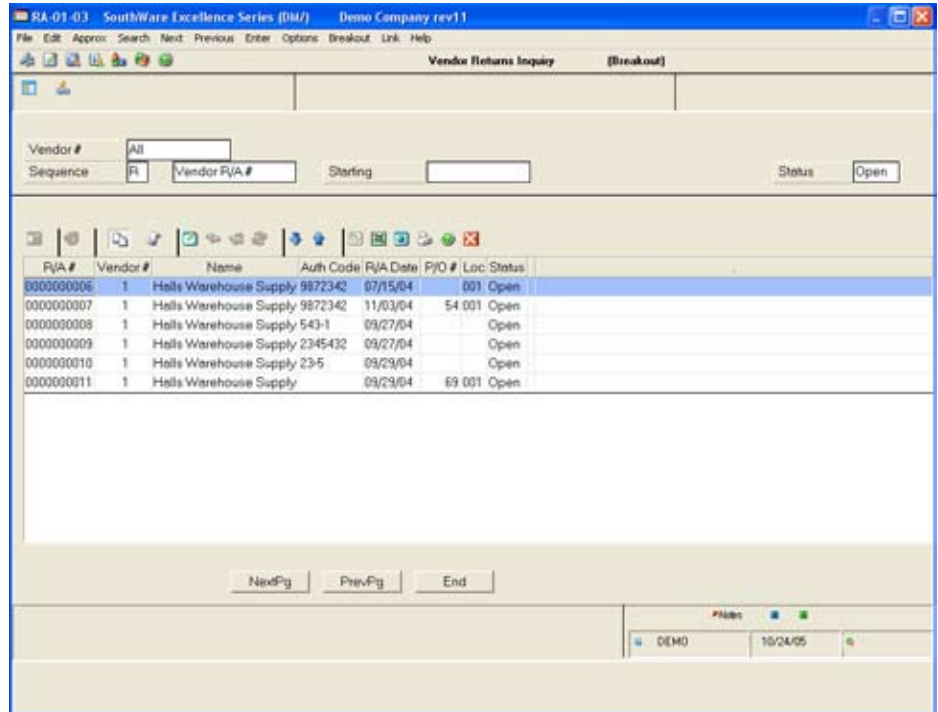 RA-01-03 SouthWare Excellence Series (DM/) Demo Company rev11
File Edit Approx Search Next Previous Enter Options Breakout Link Help
Vendor Returns Inquiry (Breakout)
Vendor # All
Sequence R Vendor R/A # Starting Status Open
R/A # Vendor # Name Auth Code R/A Date P/O # Loc Status
0000000006 1 Halls Warehouse Supply 9872342 07/15/04 001 Open
0000000007 1 Halls Warehouse Supply 9872342 11/03/04 54 001 Open
0000000008 1 Halls Warehouse Supply 543-1 09/27/04 Open
0000000009 1 Halls Warehouse Supply 2345432 09/27/04 Open
0000000010 1 Halls Warehouse Supply 23-5 09/29/04 Open
0000000011 1 Halls Warehouse Supply 09/29/04 69 001 Open
NextPg PrevPg End
Notes
DEMO 10/24/05